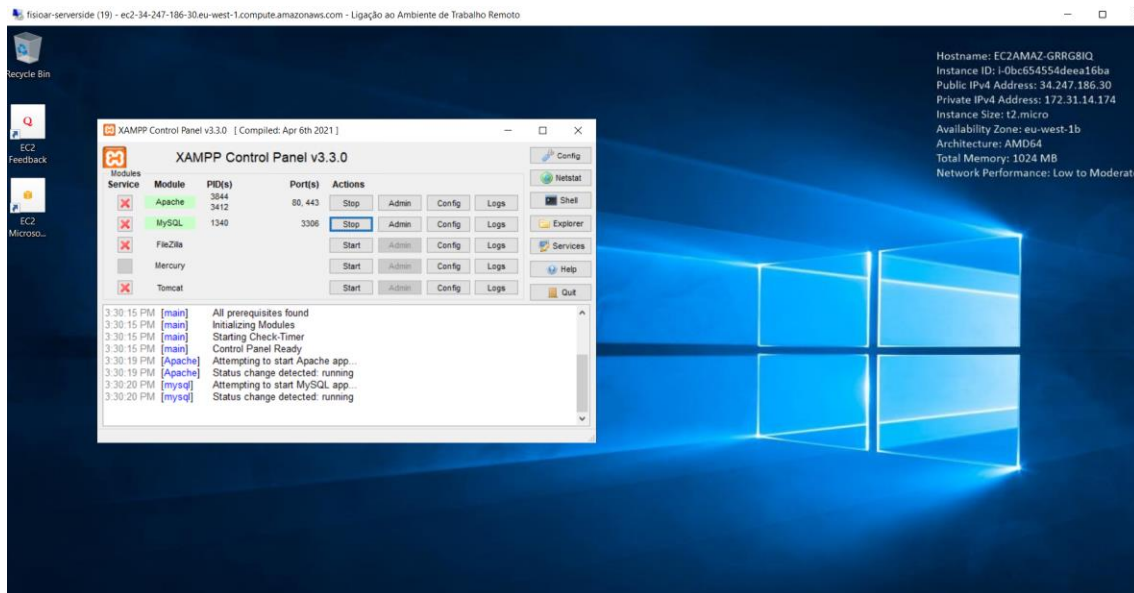 fisioar-serverside (19) - ec2-34-247-186-30.eu-west-1.compute.amazonaws.com - Ligação ao Ambiente de Trabalho Remoto
Recycle Bin
EC2
Feedback
EC2
Microso...
Hostname: EC2AMAZ-GRRG8IQ
Instance ID: i-0bc654554deea16ba
Public IPv4 Address: 34.247.186.30
Private IPv4 Address: 172.31.14.174
Instance Size: t2.micro
Availability Zone: eu-west-1b
Architecture: AMD64
Total Memory: 1024 MB
Network Performance: Low to Moderat
XAMPP Control Panel v3.3.0 [ Compiled: Apr 6th 2021 ]
XAMPP Control Panel v3.3.0
Config
Netstat
Shell
Explorer
Services
Help
Quit
Modules
Service Module PID(s) Port(s) Actions
Apache 3844 3412 80, 443 Stop Admin Config Logs
MySQL 1340 3306 Stop Admin Config Logs
FileZilla Start Admin Config Logs
Mercury Start Admin Config Logs
Tomcat Start Admin Config Logs
3:30:15 PM [main] All prerequisites found
3:30:15 PM [main] Initializing Modules
3:30:15 PM [main] Starting Check-Timer
3:30:15 PM [main] Control Panel Ready
3:30:19 PM [Apache] Attempting to start Apache app...
3:30:19 PM [Apache] Status change detected: running
3:30:20 PM [mysql] Attempting to start MySQL app...
3:30:20 PM [mysql] Status change detected: running